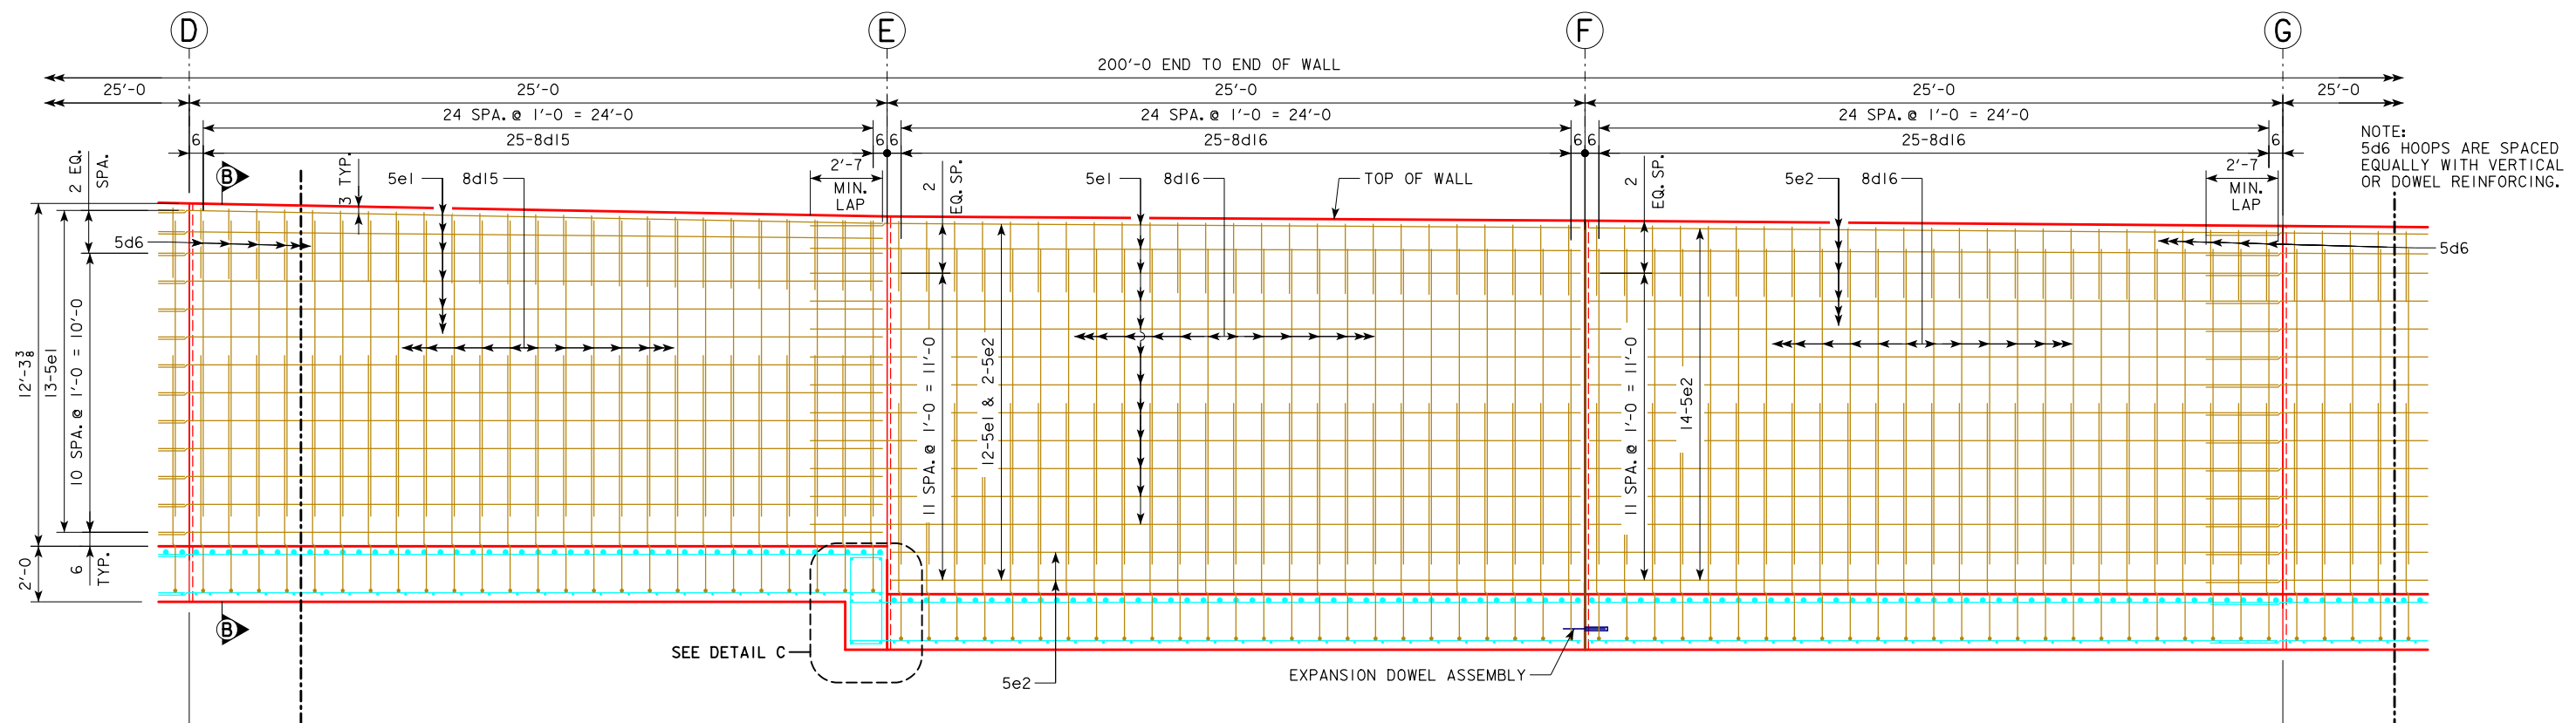 D
E
F
G
200'-0 END TO END OF WALL
25'-0
25'-0
25'-0
25'-0
25'-0
24 SPA.@ 1'-0 = 24'-0
24 SPA.@ 1'-0 = 24'-0
24 SPA.@ 1'-0 = 24'-0
6
25-8d15
6
6
25-8d16
6
6
25-8d16
6
NOTE:
5d6 HOOPS ARE SPACED
EQUALLY WITH VERTICAL
OR DOWEL REINFORCING.
2 EQ.
SPA.
B
3 TYP.
5e1
8d15
2'-7
MIN.
LAP
2
EQ. SP.
5e1
8d16
TOP OF WALL
2
EQ. SP.
5e2
8d16
2'-7
MIN.
LAP
5d6
5d6
12'-3 3/8
13-5e1
10 SPA.@ 1'-0 = 10'-0
11 SPA.@ 1'-0 = 11'-0
12-5e1 & 2-5e2
11 SPA.@ 1'-0 = 11'-0
14-5e2
2'-0
6
TYP.
B
SEE DETAIL C
5e2
EXPANSION DOWEL ASSEMBLY